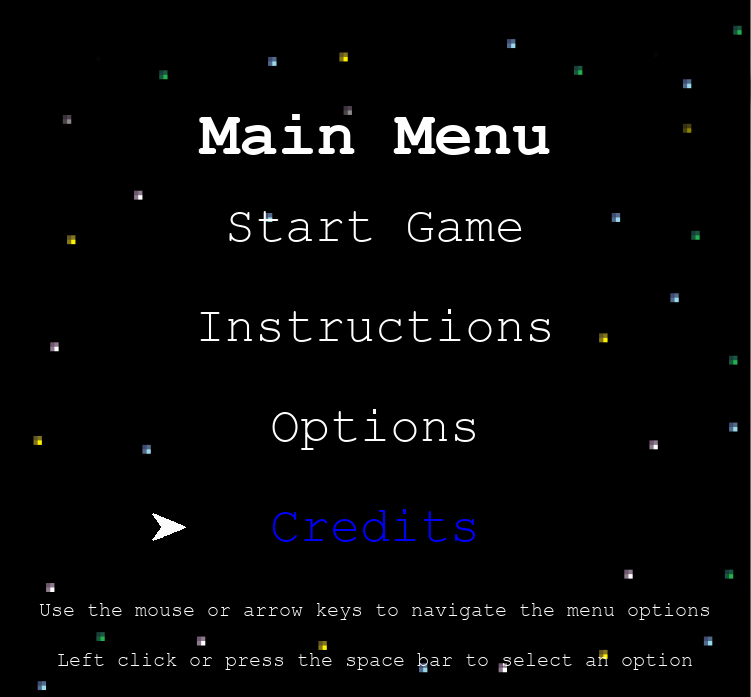 Main Menu
Start Game
Instructions
Options
Credits
Use the mouse or arrow keys to navigate the menu options
Left click or press the space bar to select an option